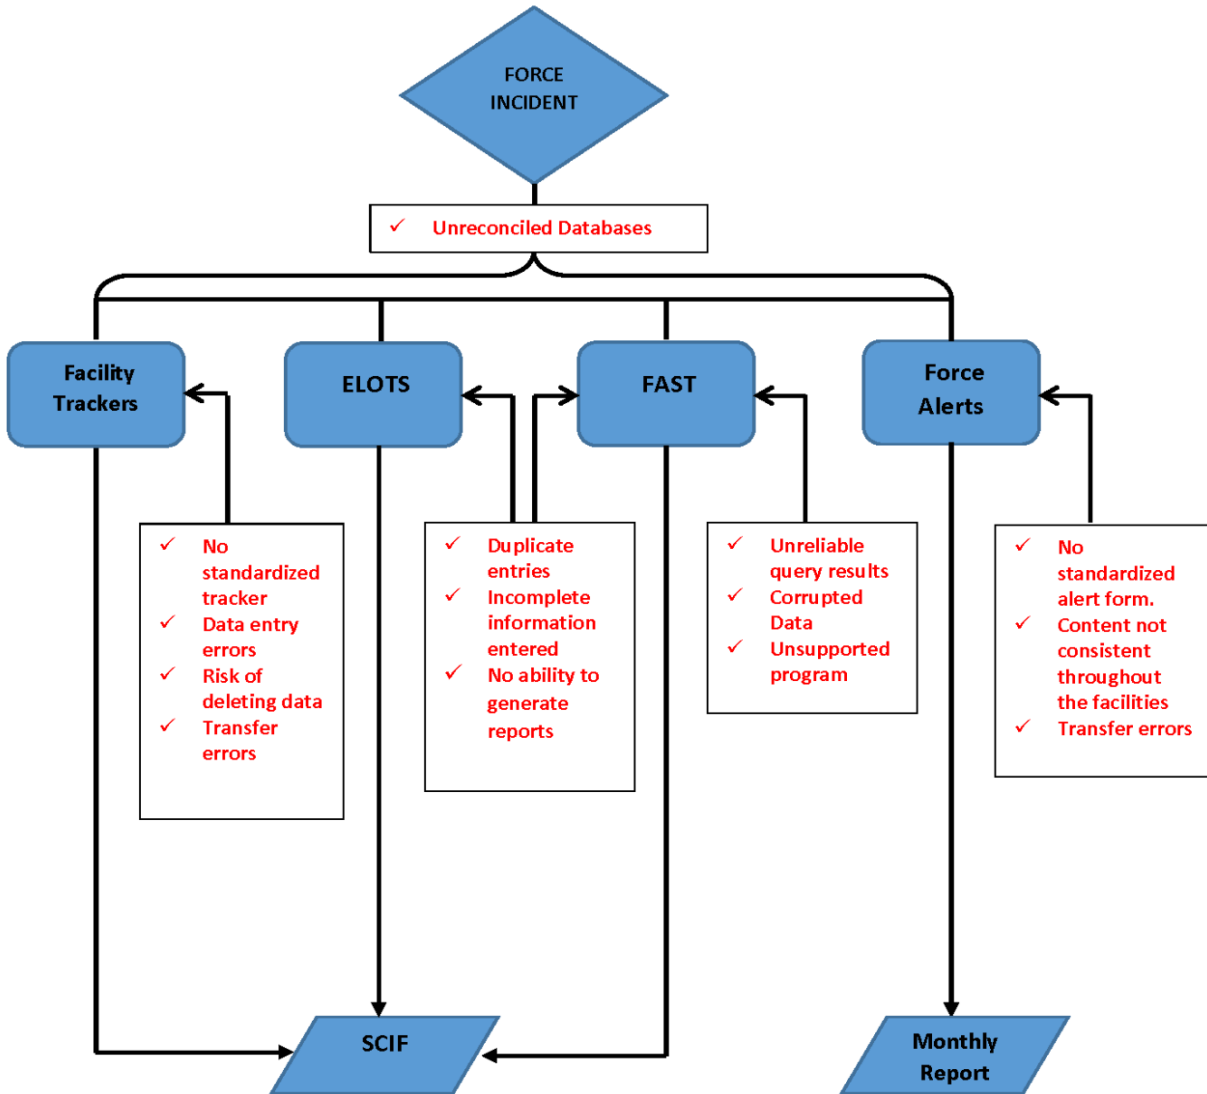 FORCE
INCIDENT
✓ Unreconciled Databases
Facility
Trackers
ELOTS
FAST
Force
Alerts
✓ No
standardized
tracker
✓ Data entry
errors
✓ Risk of
deleting data
✓ Transfer
errors
✓ Duplicate
entries
✓ Incomplete
information
entered
✓ No ability to
generate
reports
✓ Unreliable
query results
✓ Corrupted
Data
✓ Unsupported
program
✓ No
standardized
alert form.
✓ Content not
consistent
throughout
the facilities
✓ Transfer errors
SCIF
Monthly
Report